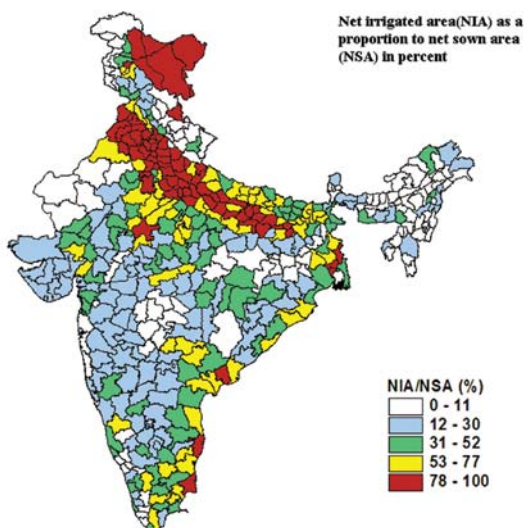 Net irrigated area(NIA) as a
proportion to net sown area
(NSA) in percent
NIA/NSA (%)
0 - 11
12 - 30
31 - 52
53 - 77
78 - 100